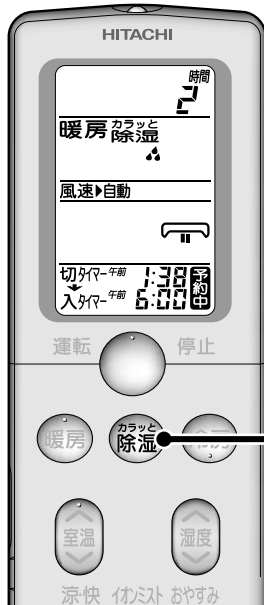 HITACHI
時間
2
暖房 カラッと除湿
風速▶自動
切タイマー午前 1:38 予約中
入タイマー午前 6:00
運転 停止
暖房 カラッと除湿 冷房
室温 湿度
涼・快 イオンミスト おやすみ